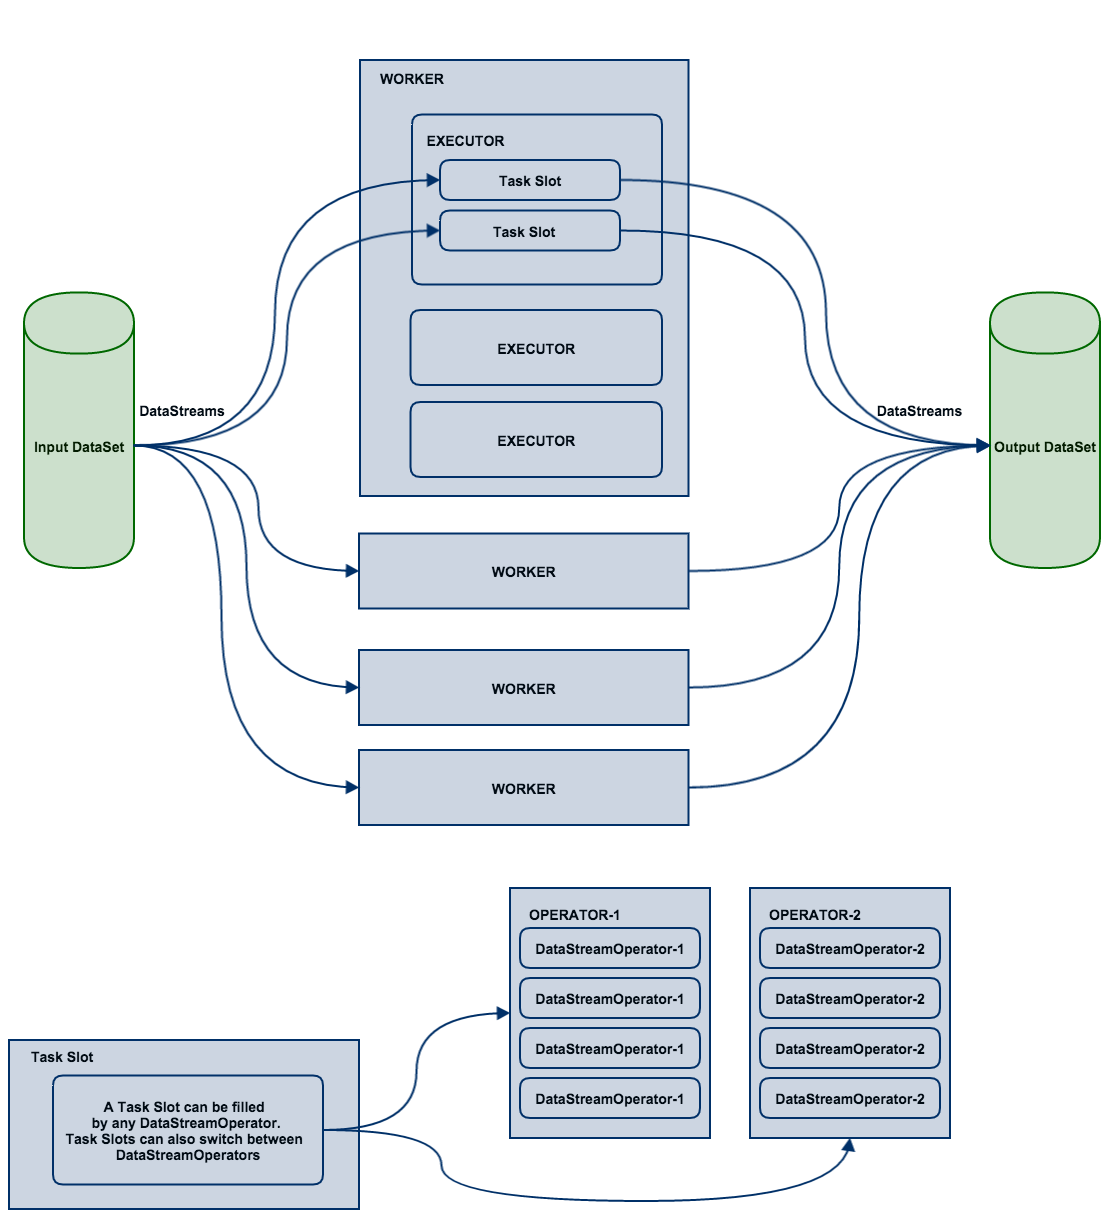 WORKER
EXECUTOR
Task Slot
Task Slot
EXECUTOR
DataStreams
DataStreams
Input DataSet
Output DataSet
EXECUTOR
WORKER
WORKER
WORKER
OPERATOR-1
DataStreamOperator-1
DataStreamOperator-1
DataStreamOperator-1
DataStreamOperator-1
OPERATOR-2
DataStreamOperator-2
DataStreamOperator-2
DataStreamOperator-2
DataStreamOperator-2
Task Slot
A Task Slot can be filled
by any DataStreamOperator.
Task Slots can also switch between
DataStreamOperators